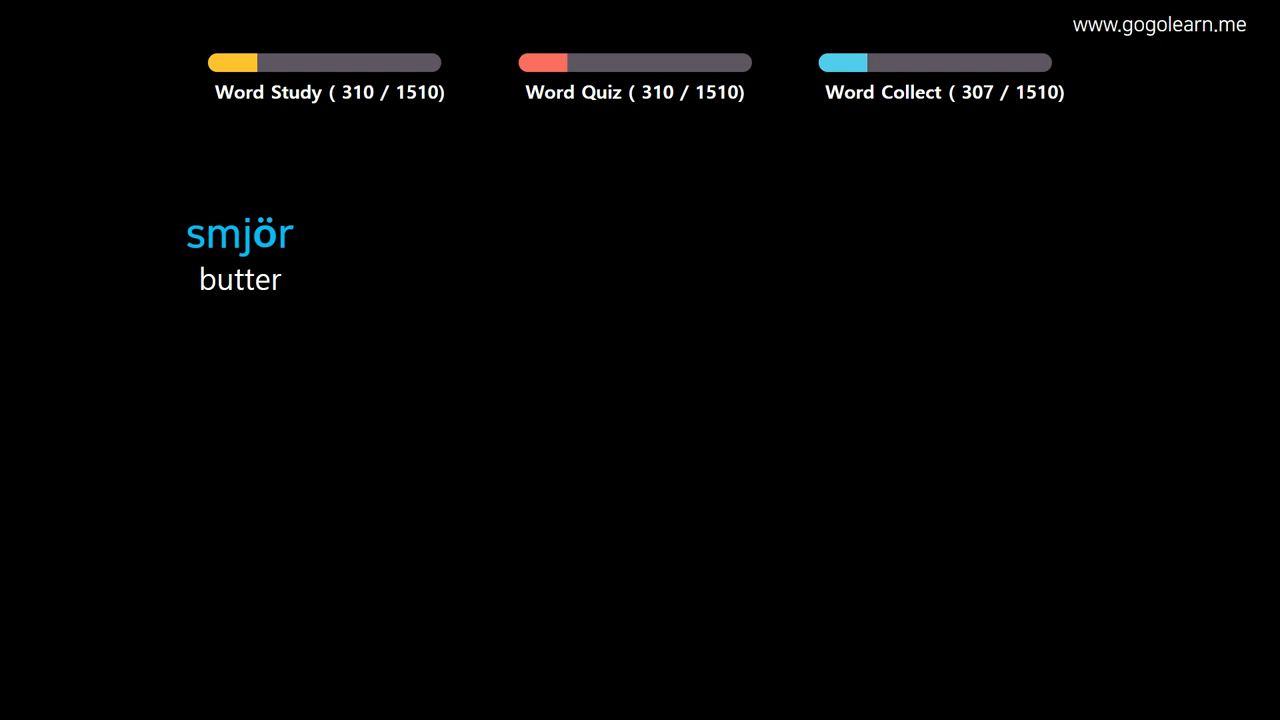 www.gogolearn.me
Word Study ( 310 / 1510)
Word Quiz ( 310 / 1510)
Word Collect ( 307 / 1510)
smjör
butter